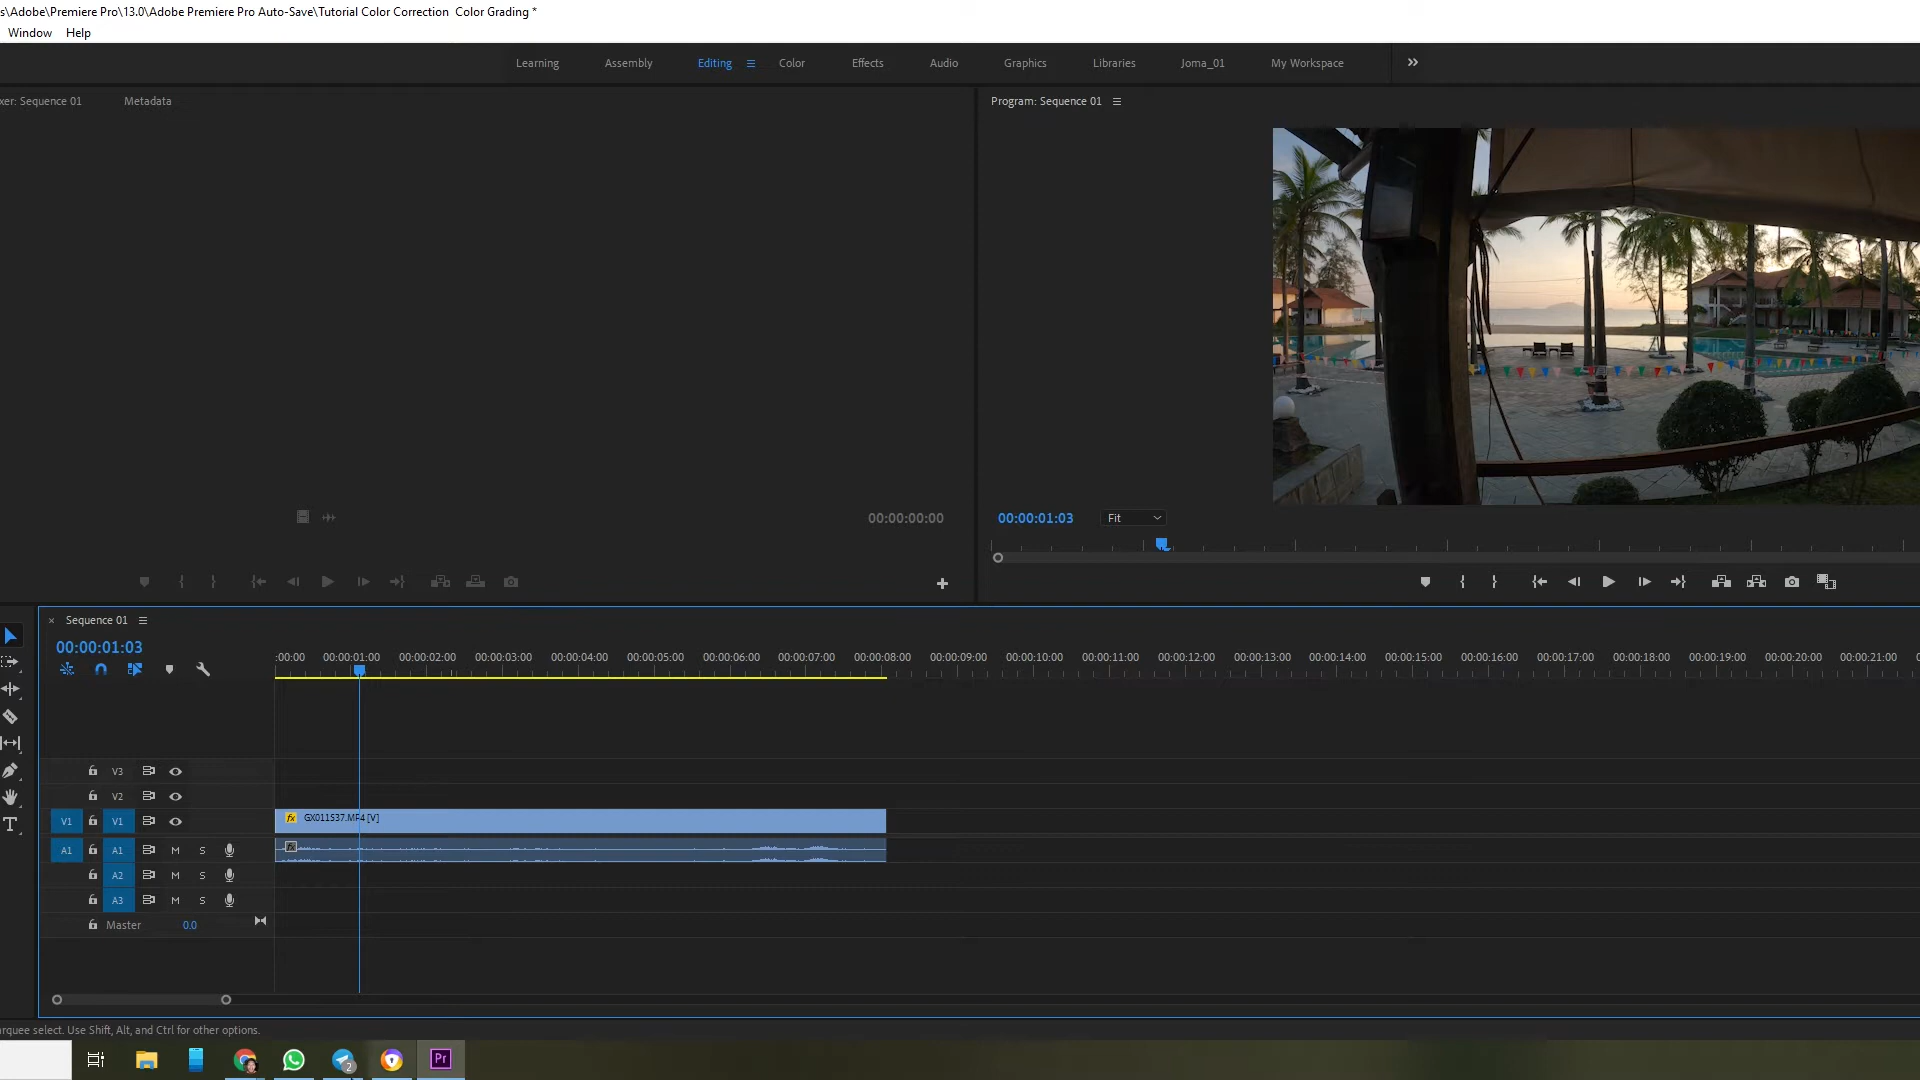 s\Adobe\Premiere Pro\13.0\Adobe Premiere Pro Auto-Save\Tutorial Color Correction  Color Grading *
Window Help
Learning Assembly Editing Color Effects Audio Graphics Libraries Joma_01 My Workspace
xer: Sequence 01 Metadata
Program: Sequence 01
00:00:00:00
00:00:01:03 Fit
Sequence 01
00:00:01:03
:00:00 00:00:01:00 00:00:02:00 00:00:03:00 00:00:04:00 00:00:05:00 00:00:06:00 00:00:07:00 00:00:08:00 00:00:09:00 00:00:10:00 00:00:11:00 00:00:12:00 00:00:13:00 00:00:14:00 00:00:15:00 00:00:16:00 00:00:17:00 00:00:18:00 00:00:19:00 00:00:20:00 00:00:21:00
V3
V2
V1 V1 fx GX011537.MP4 [V]
A1 A1 M S
A2 M S
A3 M S
Master 0.0
arquee select. Use Shift, Alt, and Ctrl for other options.
2 Pr